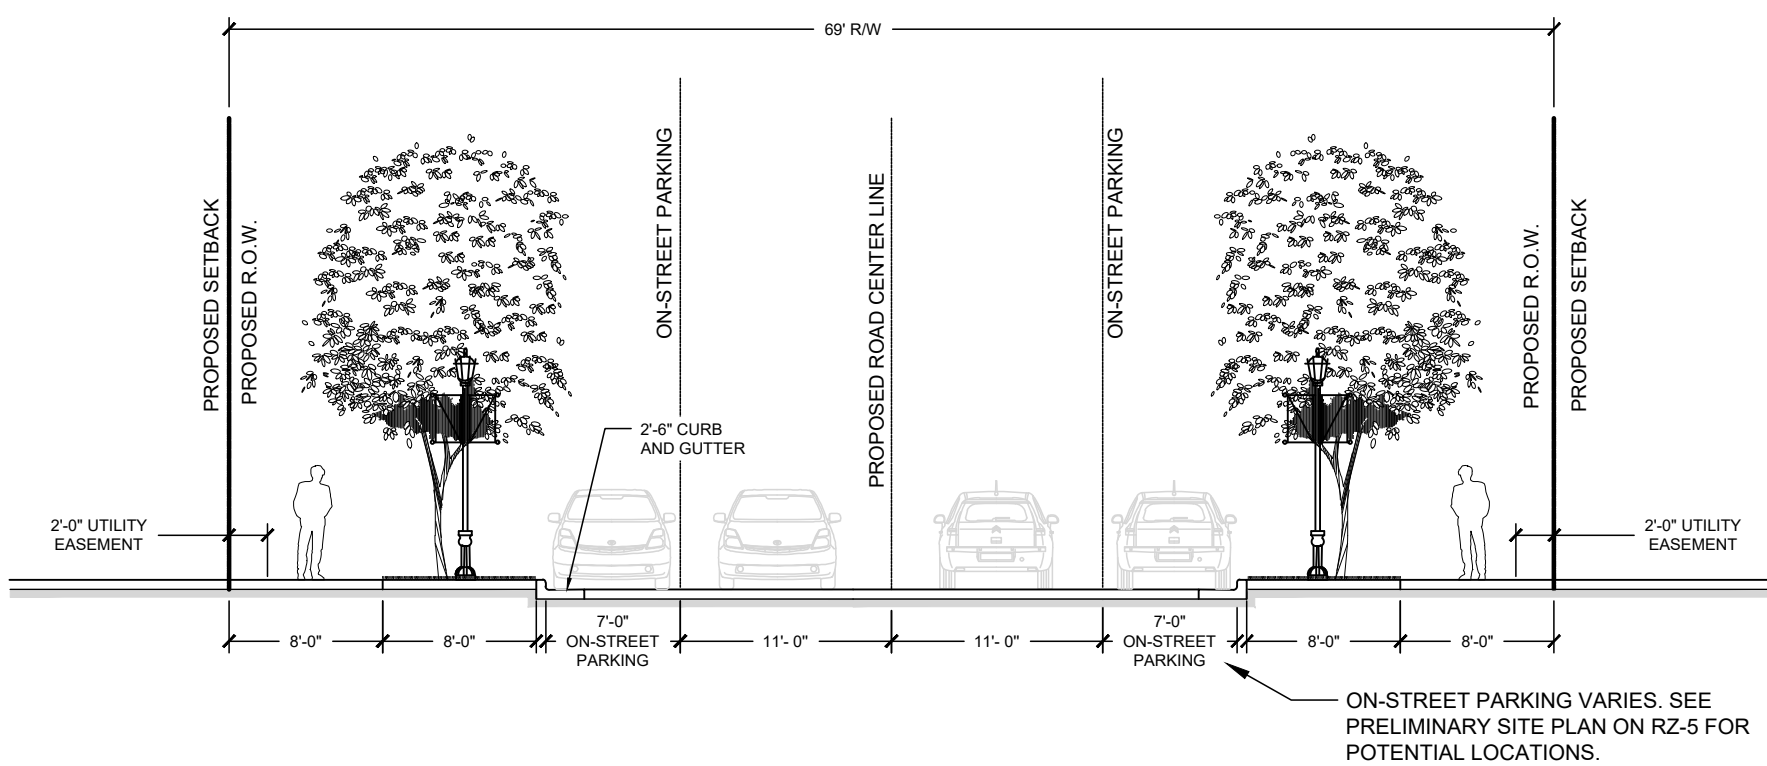 69' R/W
PROPOSED SETBACK
PROPOSED R.O.W.
ON-STREET PARKING
PROPOSED ROAD CENTER LINE
ON-STREET PARKING
PROPOSED R.O.W.
PROPOSED SETBACK
2'-6" CURB
AND GUTTER
2'-0" UTILITY
EASEMENT
2'-0" UTILITY
EASEMENT
8'-0"
8'-0"
7'-0"
ON-STREET
PARKING
11'- 0"
11'- 0"
7'-0"
ON-STREET
PARKING
8'-0"
8'-0"
ON-STREET PARKING VARIES. SEE
PRELIMINARY SITE PLAN ON RZ-5 FOR
POTENTIAL LOCATIONS.